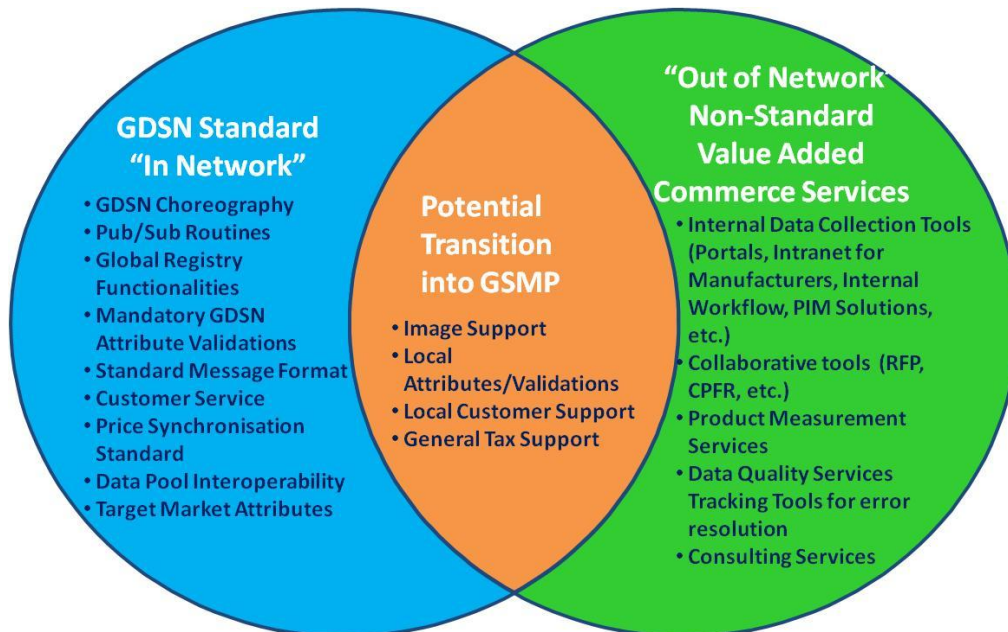 GDSN Standard
“In Network”
• GDSN Choreography
• Pub/Sub Routines
• Global Registry
Functionalities
• Mandatory GDSN
Attribute Validations
• Standard Message Format
• Customer Service
• Price Synchronisation
Standard
• Data Pool Interoperability
• Target Market Attributes
Potential
Transition
into GSMP
• Image Support
• Local
Attributes/Validations
• Local Customer Support
• General Tax Support
“Out of Network”
Non-Standard
Value Added
Commerce Services
• Internal Data Collection Tools
(Portals, Intranet for
Manufacturers, Internal
Workflow, PIM Solutions,
etc.)
• Collaborative tools (RFP,
CPFR, etc.)
• Product Measurement
Services
• Data Quality Services
Tracking Tools for error
resolution
• Consulting Services